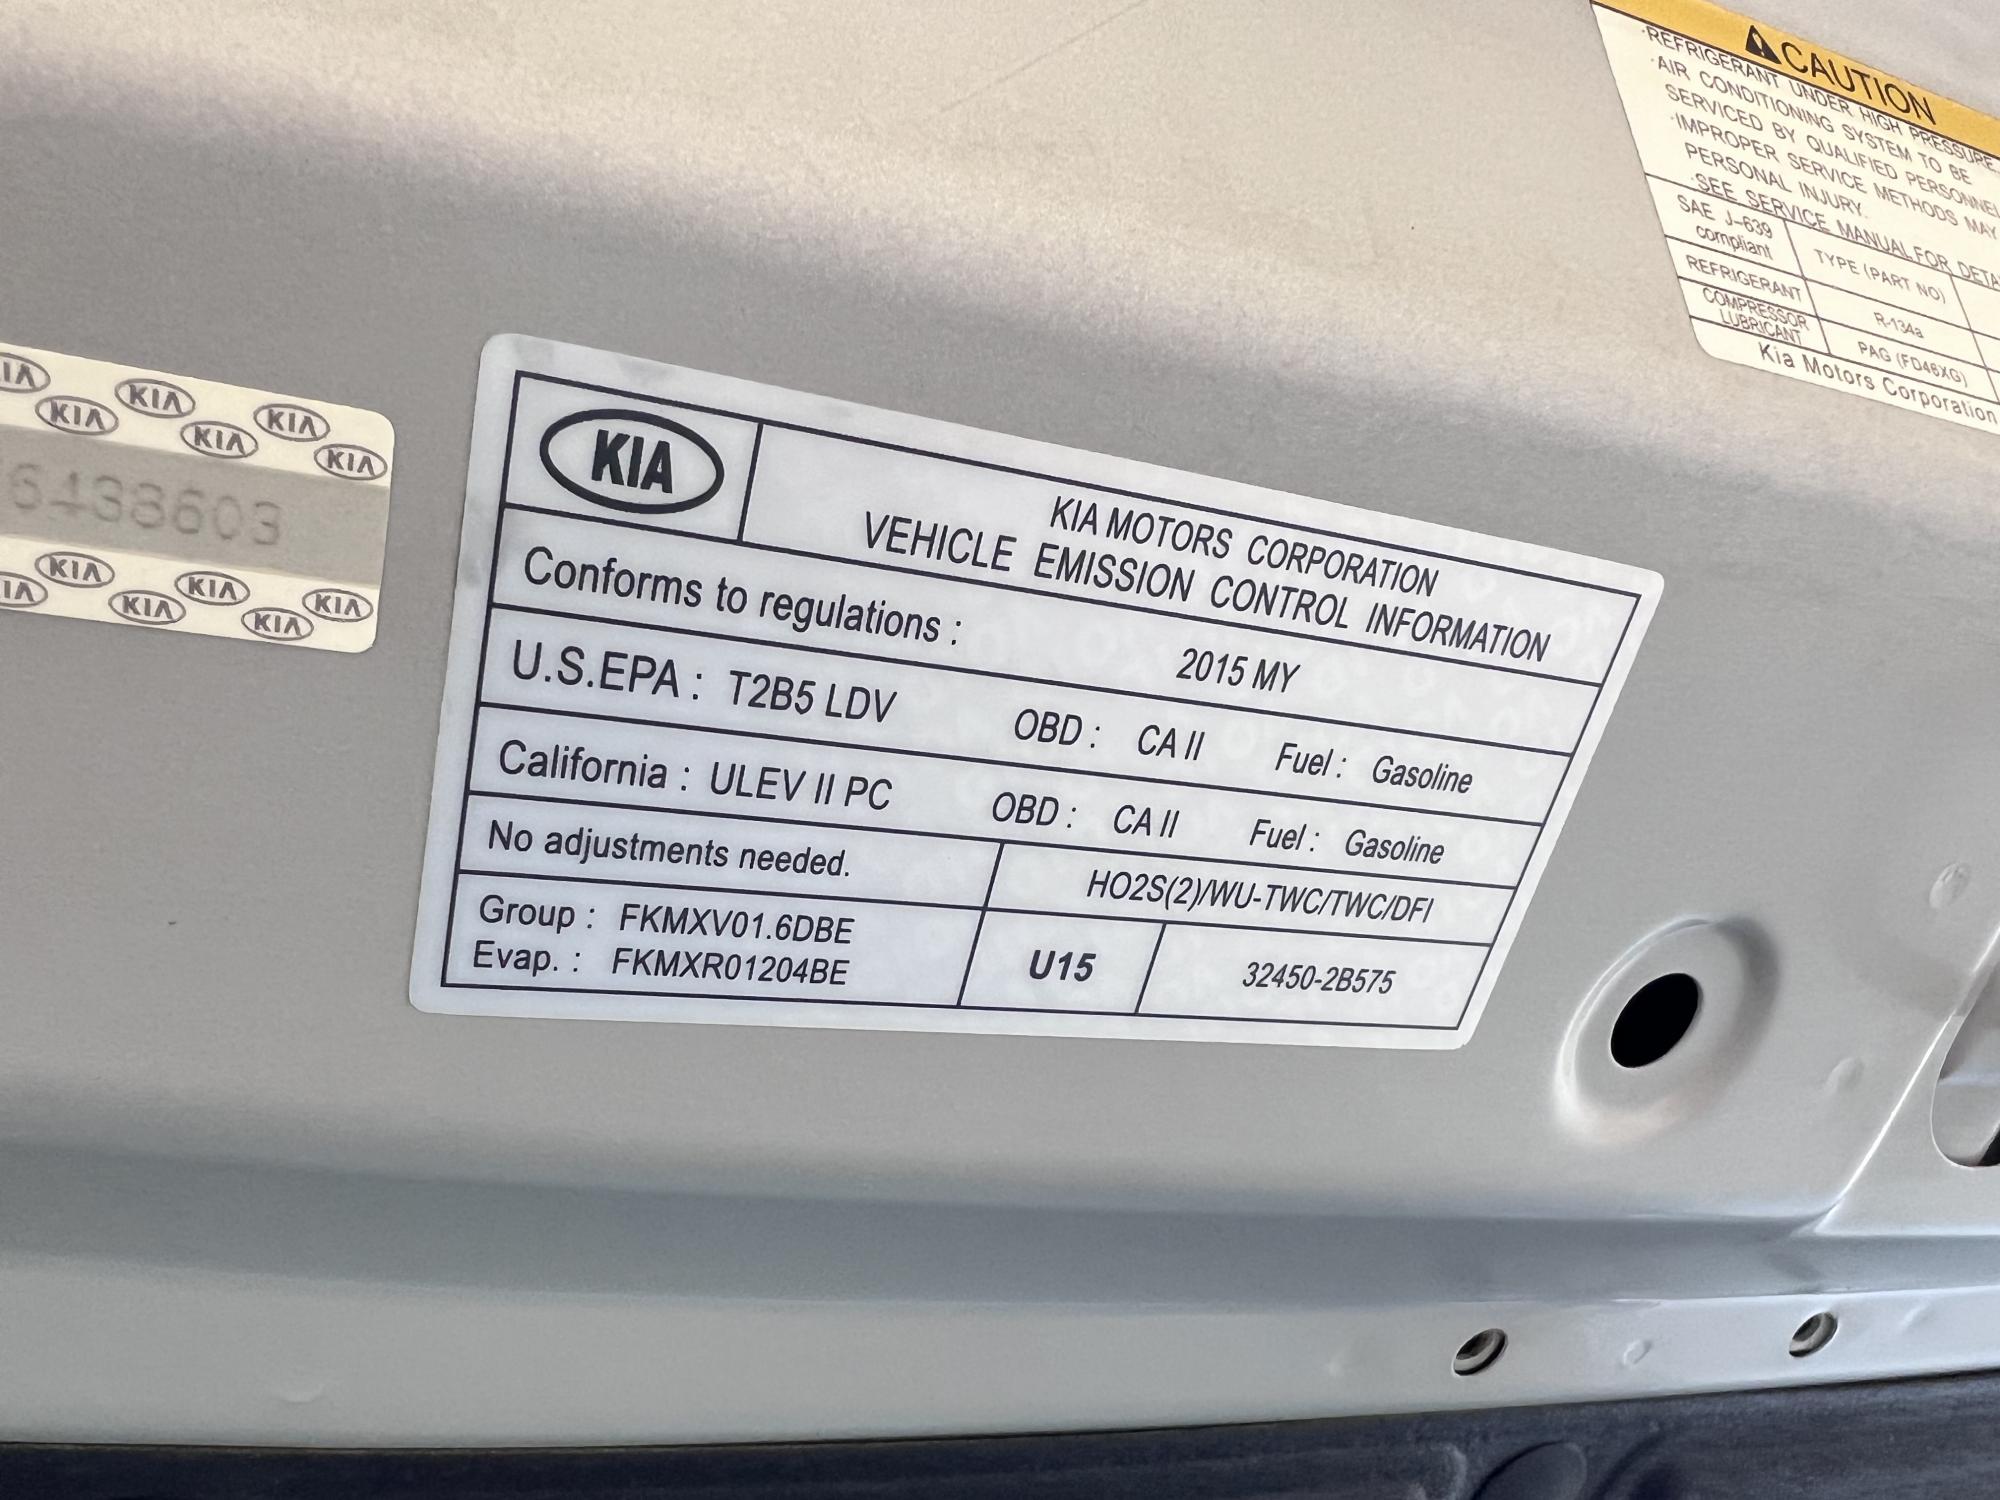 CAUTION
·REFRIGERANT UNDER HIGH PRESSURE.
·AIR CONDITIONING SYSTEM TO BE
SERVICED BY QUALIFIED PERSONNEL
·IMPROPER SERVICE METHODS MAY
PERSONAL INJURY.
·SEE SERVICE MANUAL FOR
SAE J-639
compliant
TYPE (PART NO)
REFRIGERANT
R-134a
COMPRESSOR
LUBRICANT
PAG (FD46XG)
Kia Motors Corporation
KIA KIA KIA
KIA KIA KIA
6438603
KIA KIA KIA
KIA KIA
KIA
KIA MOTORS CORPORATION
VEHICLE EMISSION CONTROL INFORMATION
Conforms to regulations : 2015 MY
U.S.EPA : T2B5 LDV OBD : CA II Fuel : Gasoline
California : ULEV II PC OBD : CA II Fuel : Gasoline
No adjustments needed. HO2S(2)/WU-TWC/TWC/DFI
Group : FKMXV01.6DBE
Evap. : FKMXR01204BE
U15
32450-2B575